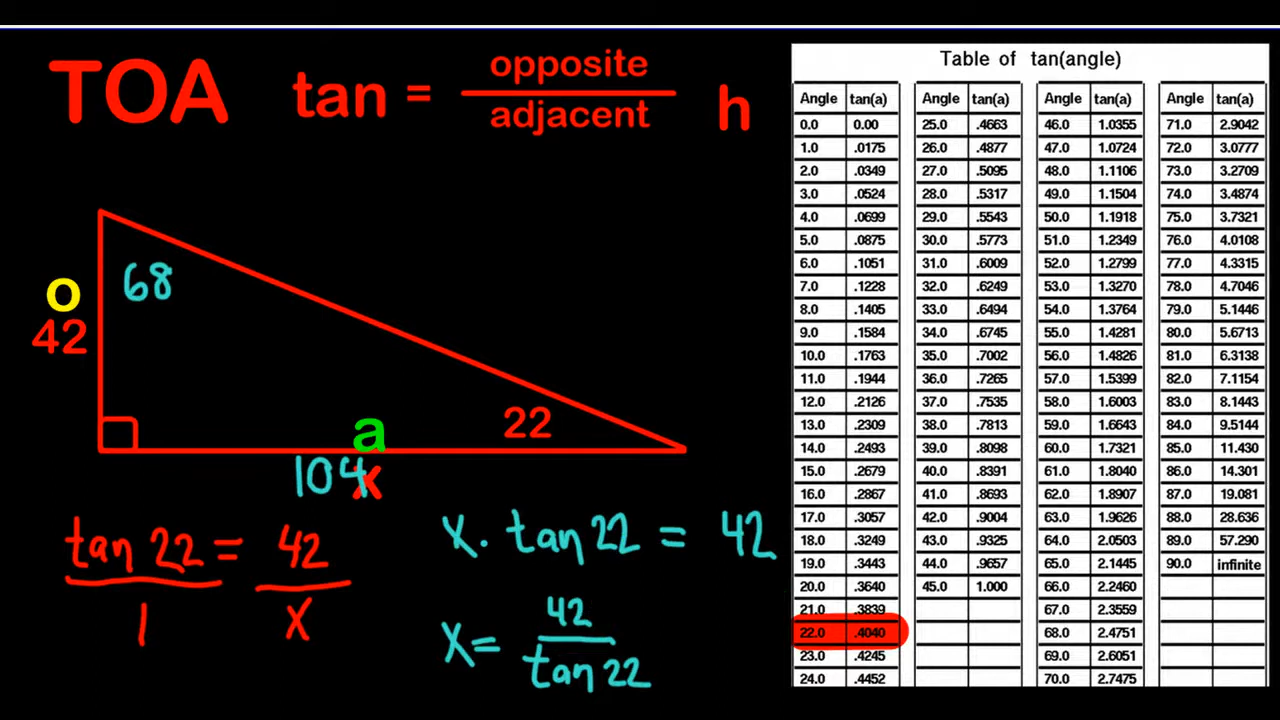 TOA tan = opposite
adjacent h
68
o
42
22
a
104
x
tan 22 = 42
1 x
x · tan 22 = 42
x = 42
tan 22
Table of tan(angle)
Angle tan(a) Angle tan(a) Angle tan(a) Angle tan(a)
0.0 0.00 25.0 .4663 46.0 1.0355 71.0 2.9042
1.0 .0175 26.0 .4877 47.0 1.0724 72.0 3.0777
2.0 .0349 27.0 .5095 48.0 1.1106 73.0 3.2709
3.0 .0524 28.0 .5317 49.0 1.1504 74.0 3.4874
4.0 .0699 29.0 .5543 50.0 1.1918 75.0 3.7321
5.0 .0875 30.0 .5773 51.0 1.2349 76.0 4.0108
6.0 .1051 31.0 .6009 52.0 1.2799 77.0 4.3315
7.0 .1228 32.0 .6249 53.0 1.3270 78.0 4.7046
8.0 .1405 33.0 .6494 54.0 1.3764 79.0 5.1446
9.0 .1584 34.0 .6745 55.0 1.4281 80.0 5.6713
10.0 .1763 35.0 .7002 56.0 1.4826 81.0 6.3138
11.0 .1944 36.0 .7265 57.0 1.5399 82.0 7.1154
12.0 .2126 37.0 .7535 58.0 1.6003 83.0 8.1443
13.0 .2309 38.0 .7813 59.0 1.6643 84.0 9.5144
14.0 .2493 39.0 .8098 60.0 1.7321 85.0 11.430
15.0 .2679 40.0 .8391 61.0 1.8040 86.0 14.301
16.0 .2867 41.0 .8693 62.0 1.8907 87.0 19.081
17.0 .3057 42.0 .9004 63.0 1.9626 88.0 28.636
18.0 .3249 43.0 .9325 64.0 2.0503 89.0 57.290
19.0 .3443 44.0 .9657 65.0 2.1445 90.0 infinite
20.0 .3640 45.0 1.000 66.0 2.2460
21.0 .3839 67.0 2.3559
22.0 .4040 68.0 2.4751
23.0 .4245 69.0 2.6051
24.0 .4452 70.0 2.7475